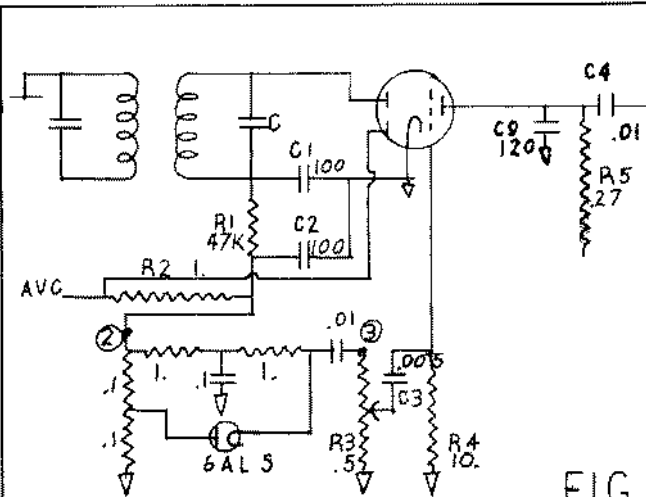 C4
C
C9
120
.01
C1
100
R5
.27
R1
47K
C2
100
R2 1.
AVC
2
.01
3
.1
1.
.1
1.
.005
C3
.1
6AL5
R3
.5
R4
10.
FIG